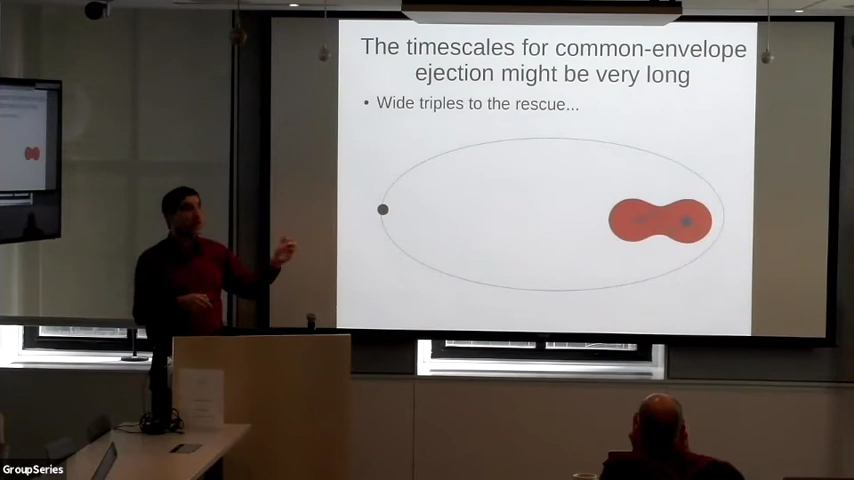 The timescales for common-envelope
ejection might be very long
• Wide triples to the rescue...
GroupSeries